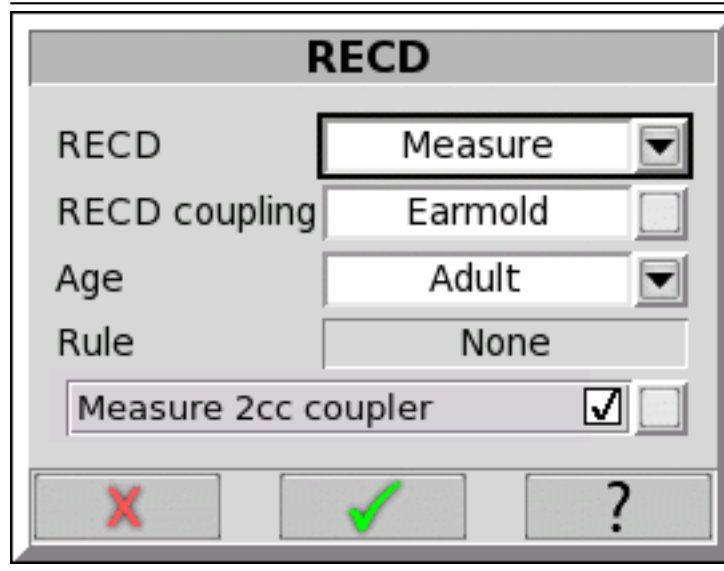 RECD
RECD Measure
RECD coupling Earmold
Age Adult
Rule None
Measure 2cc coupler
?